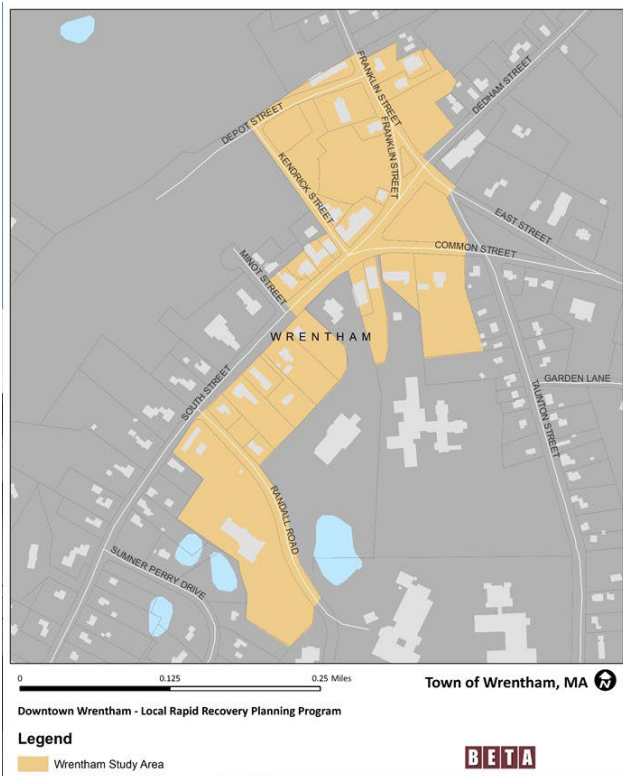 FRANKLIN STREET
DEDHAM STREET
DEPOT STREET
FRANKLIN STREET
KENDRICK STREET
EAST STREET
COMMON STREET
MINOT STREET
WRENTHAM
GARDEN LANE
SOUTH STREET
TAUNTON STREET
RANDALL ROAD
SUMNER PERRY DRIVE
0 0.125 0.25 Miles
Town of Wrentham, MA N
Downtown Wrentham - Local Rapid Recovery Planning Program
Legend
Wrentham Study Area
BETA